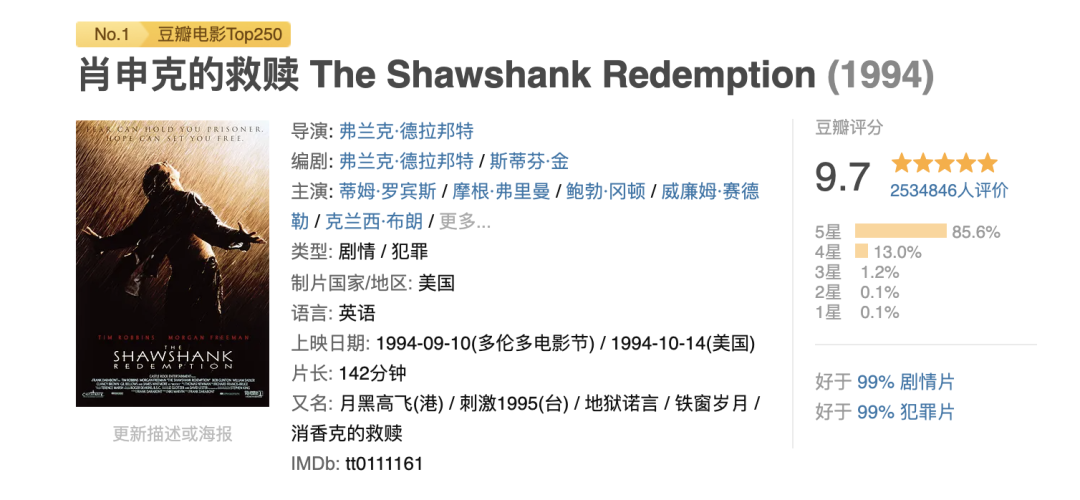 No.1 豆瓣电影Top250
肖申克的救赎 The Shawshank Redemption (1994)
FEAR CAN HOLD YOU PRISONER.
HOPE CAN SET YOU FREE.
TIM ROBBINS MORGAN FREEMAN
THE
SHAWSHANK
REDEMPTION
更新描述或海报
导演: 弗兰克·德拉邦特
编剧: 弗兰克·德拉邦特 / 斯蒂芬·金
主演: 蒂姆·罗宾斯 / 摩根·弗里曼 / 鲍勃·冈顿 / 威廉姆·赛德
勒 / 克兰西·布朗 / 更多...
类型: 剧情 / 犯罪
制片国家/地区: 美国
语言: 英语
上映日期: 1994-09-10(多伦多电影节) / 1994-10-14(美国)
片长: 142分钟
又名: 月黑高飞(港) / 刺激1995(台) / 地狱诺言 / 铁窗岁月 /
消香克的救赎
IMDb: tt0111161
豆瓣评分
9.7
2534846人评价
5星 85.6%
4星 13.0%
3星 1.2%
2星 0.1%
1星 0.1%
好于 99% 剧情片
好于 99% 犯罪片